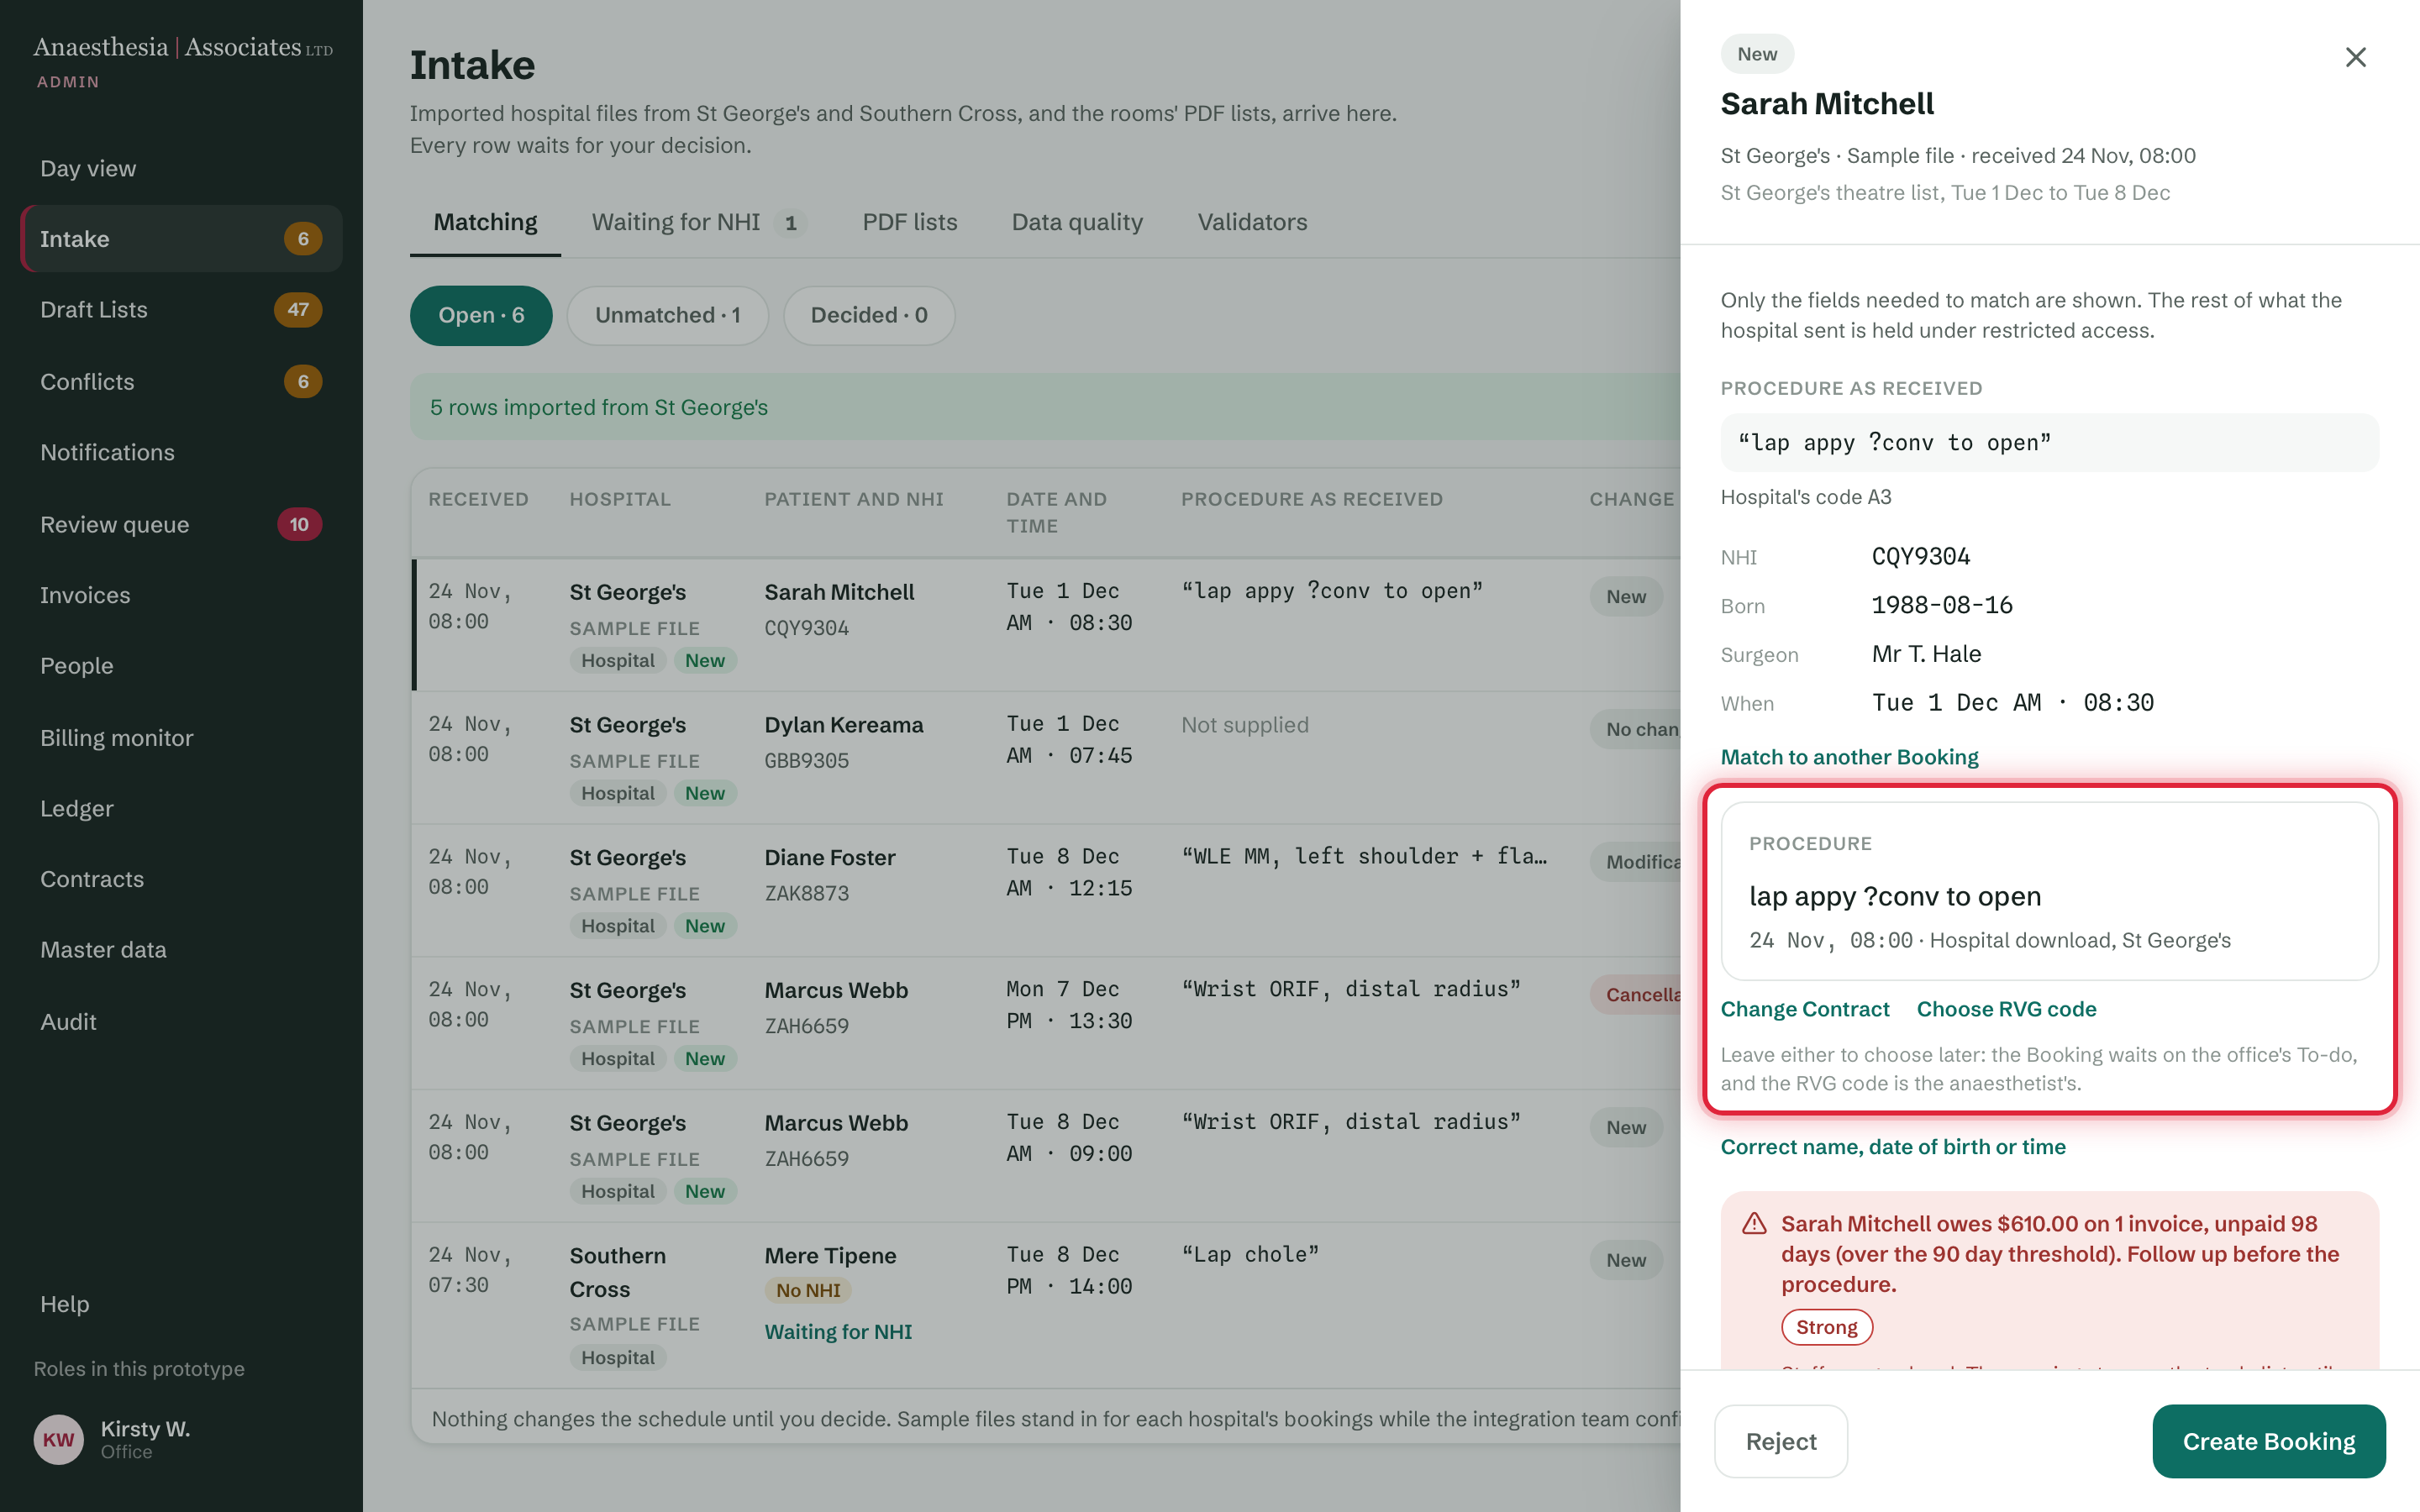 Anaesthesia | Associates LTD
ADMIN
Day view
Intake 6
Draft Lists 47
Conflicts 6
Notifications
Review queue 10
Invoices
People
Billing monitor
Ledger
Contracts
Master data
Audit
Help
Roles in this prototype
KW
Kirsty W.
Office
Intake
Imported hospital files from St George's and Southern Cross, and the rooms' PDF lists, arrive here.
Every row waits for your decision.
Matching Waiting for NHI 1 PDF lists Data quality Validators
Open · 6 Unmatched · 1 Decided · 0
5 rows imported from St George's
RECEIVED HOSPITAL PATIENT AND NHI DATE AND TIME PROCEDURE AS RECEIVED CHANGE
24 Nov, 08:00 St George's SAMPLE FILE Hospital New Sarah Mitchell CQY9304 Tue 1 Dec AM · 08:30 “lap appy ?conv to open” New
24 Nov, 08:00 St George's SAMPLE FILE Hospital New Dylan Kereama GBB9305 Tue 1 Dec AM · 07:45 Not supplied No chan
24 Nov, 08:00 St George's SAMPLE FILE Hospital New Diane Foster ZAK8873 Tue 8 Dec AM · 12:15 “WLE MM, left shoulder + fla… Modifica
24 Nov, 08:00 St George's SAMPLE FILE Hospital New Marcus Webb ZAH6659 Mon 7 Dec PM · 13:30 “Wrist ORIF, distal radius” Cancella
24 Nov, 08:00 St George's SAMPLE FILE Hospital New Marcus Webb ZAH6659 Tue 8 Dec AM · 09:00 “Wrist ORIF, distal radius” New
24 Nov, 07:30 Southern Cross SAMPLE FILE Hospital Mere Tipene No NHI Waiting for NHI Tue 8 Dec PM · 14:00 “Lap chole” New
Nothing changes the schedule until you decide. Sample files stand in for each hospital's bookings while the integration team confi
New
Sarah Mitchell
St George's · Sample file · received 24 Nov, 08:00
St George's theatre list, Tue 1 Dec to Tue 8 Dec
Only the fields needed to match are shown. The rest of what the
hospital sent is held under restricted access.
PROCEDURE AS RECEIVED
“lap appy ?conv to open”
Hospital's code A3
NHI CQY9304
Born 1988-08-16
Surgeon Mr T. Hale
When Tue 1 Dec AM · 08:30
Match to another Booking
PROCEDURE
lap appy ?conv to open
24 Nov, 08:00 · Hospital download, St George's
Change Contract Choose RVG code
Leave either to choose later: the Booking waits on the office's To-do,
and the RVG code is the anaesthetist's.
Correct name, date of birth or time
Sarah Mitchell owes $610.00 on 1 invoice, unpaid 98
days (over the 90 day threshold). Follow up before the
procedure.
Strong
Reject Create Booking